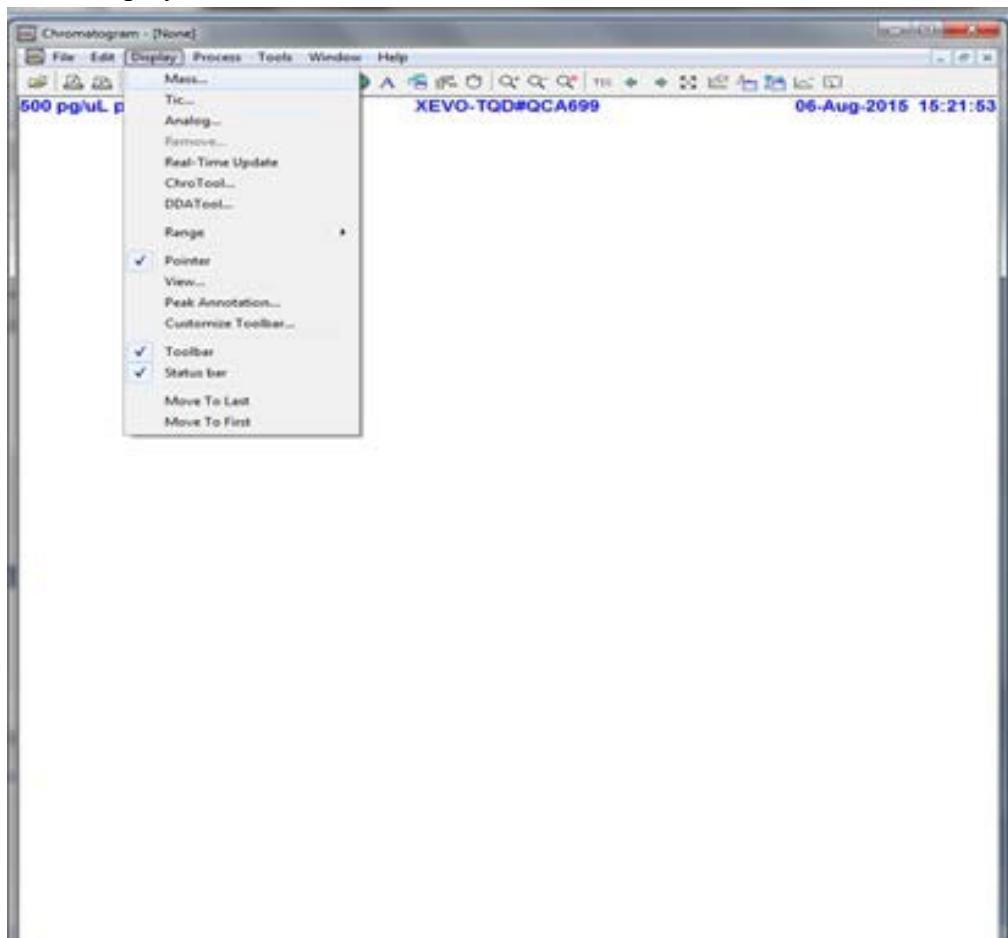 Chromatogram - [None]
File Edit Display Process Tools Window Help
500 pg/uL p XEVO-TQD#QCA699 06-Aug-2015 15:21:53
Mass...
Tic...
Analog...
Remove...
Real-Time Update
ChroTool...
DDATool...
Range
Pointer
View...
Peak Annotation...
Customize Toolbar...
Toolbar
Status bar
Move To Last
Move To First